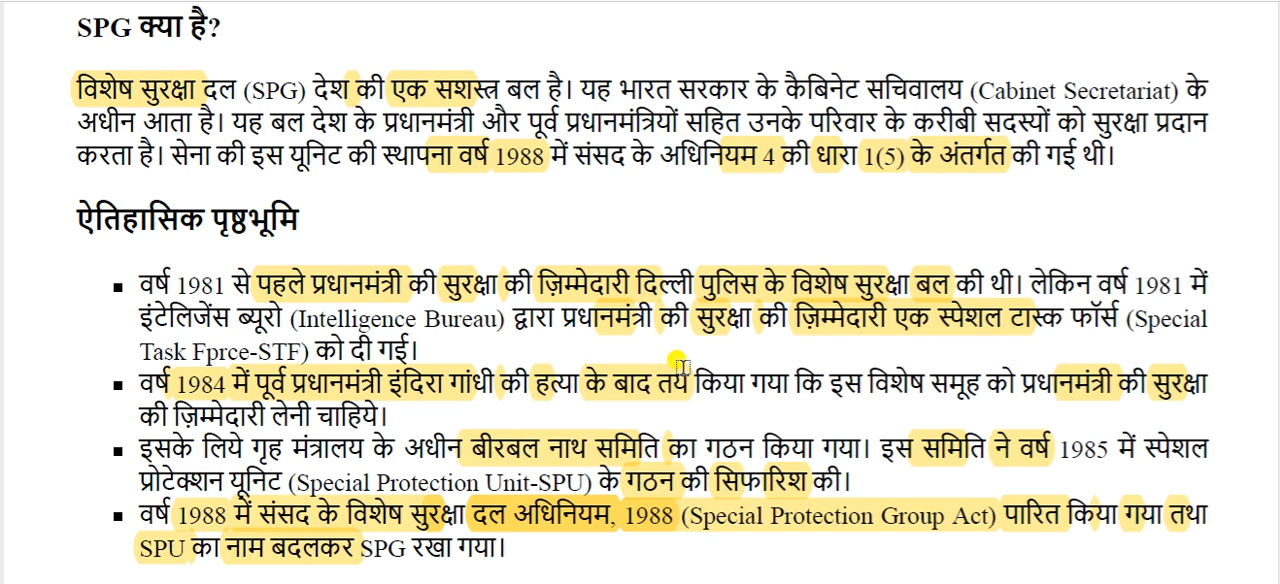 SPG क्या है?
विशेष सुरक्षा दल (SPG) देश की एक सशस्त्र बल है। यह भारत सरकार के कैबिनेट सचिवालय (Cabinet Secretariat) के
अधीन आता है। यह बल देश के प्रधानमंत्री और पूर्व प्रधानमंत्रियों सहित उनके परिवार के करीबी सदस्यों को सुरक्षा प्रदान
करता है। सेना की इस यूनिट की स्थापना वर्ष 1988 में संसद के अधिनियम 4 की धारा 1(5) के अंतर्गत की गई थी।
ऐतिहासिक पृष्ठभूमि
▪ वर्ष 1981 से पहले प्रधानमंत्री की सुरक्षा की ज़िम्मेदारी दिल्ली पुलिस के विशेष सुरक्षा बल की थी। लेकिन वर्ष 1981 में
इंटेलिजेंस ब्यूरो (Intelligence Bureau) द्वारा प्रधानमंत्री की सुरक्षा की ज़िम्मेदारी एक स्पेशल टास्क फॉर्स (Special
Task Fprce-STF) को दी गई।
▪ वर्ष 1984 में पूर्व प्रधानमंत्री इंदिरा गांधी की हत्या के बाद तय किया गया कि इस विशेष समूह को प्रधानमंत्री की सुरक्षा
की ज़िम्मेदारी लेनी चाहिये।
▪ इसके लिये गृह मंत्रालय के अधीन बीरबल नाथ समिति का गठन किया गया। इस समिति ने वर्ष 1985 में स्पेशल
प्रोटेक्शन यूनिट (Special Protection Unit-SPU) के गठन की सिफारिश की।
▪ वर्ष 1988 में संसद के विशेष सुरक्षा दल अधिनियम, 1988 (Special Protection Group Act) पारित किया गया तथा
SPU का नाम बदलकर SPG रखा गया।